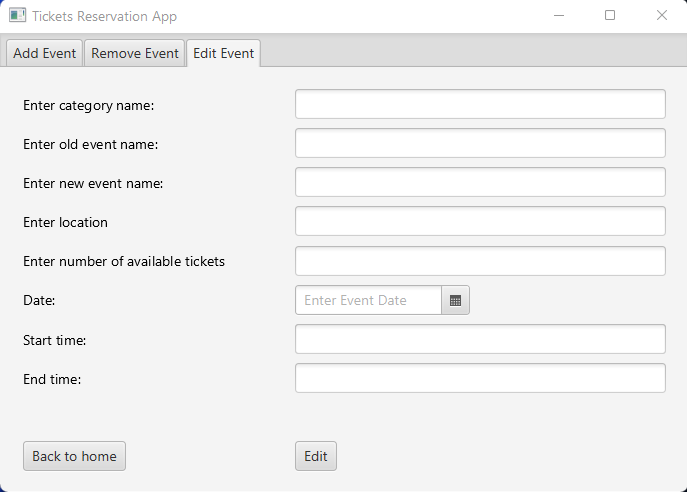 Tickets Reservation App
Add Event Remove Event Edit Event
Enter category name:
Enter old event name:
Enter new event name:
Enter location
Enter number of available tickets
Date: Enter Event Date
Start time:
End time:
Back to home Edit